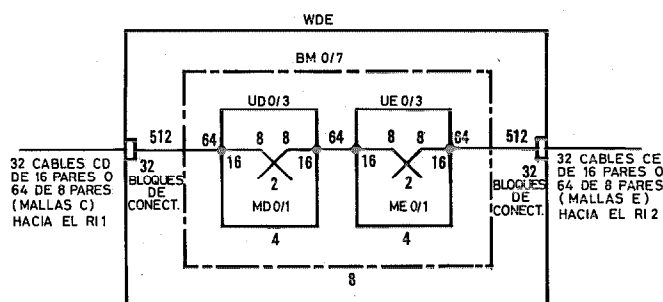 WDE
BM 0/7
UD 0/3
UE 0/3
512
64
8 8
64
8 8
64
512
16
16
16
16
2
2
MD 0/1
ME 0/1
4
4
8
32 CABLES CD
DE 16 PARES O
64 DE 8 PARES
(MALLAS C)
HACIA EL RI 1
32
BLOQUES
DE
CONECT.
32
BLOQUES
DE
CONECT.
32 CABLES CE
DE 16 PARES O
64 DE 8 PARES
(MALLAS E)
HACIA EL RI 2